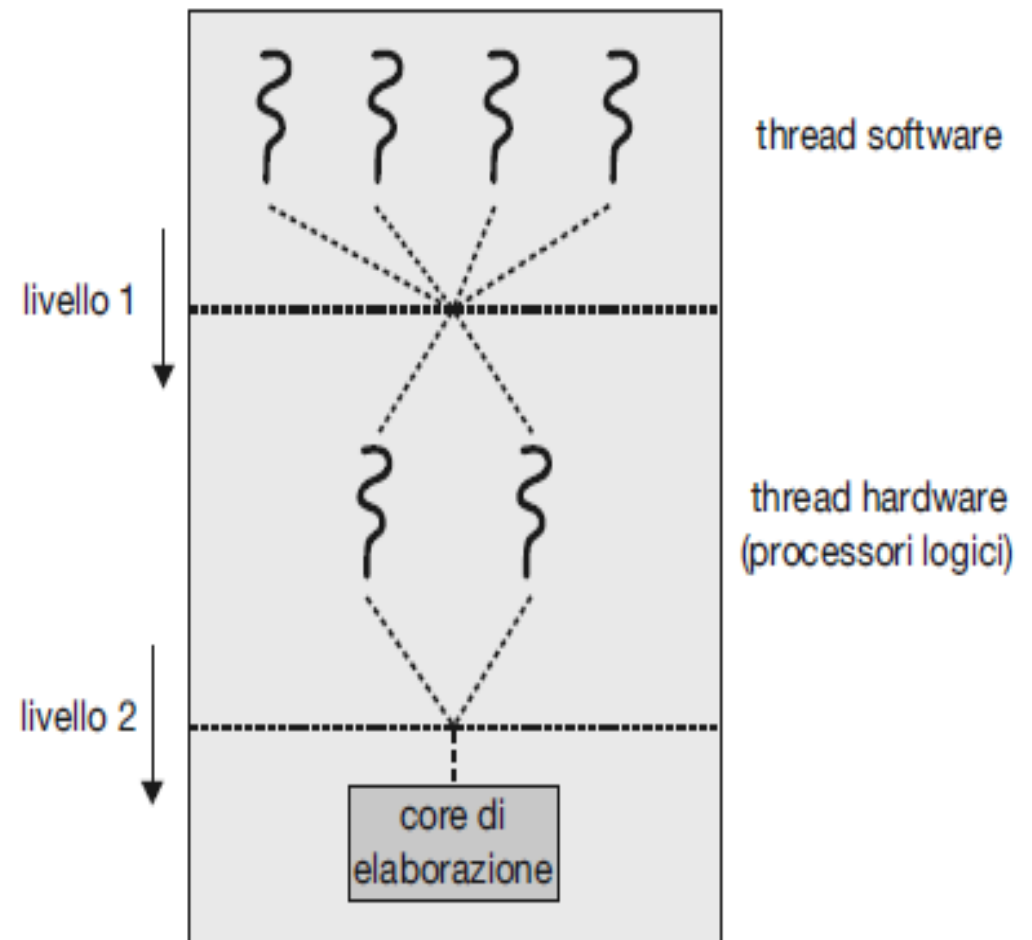 thread software
livello 1
thread hardware
(processori logici)
livello 2
core di
elaborazione